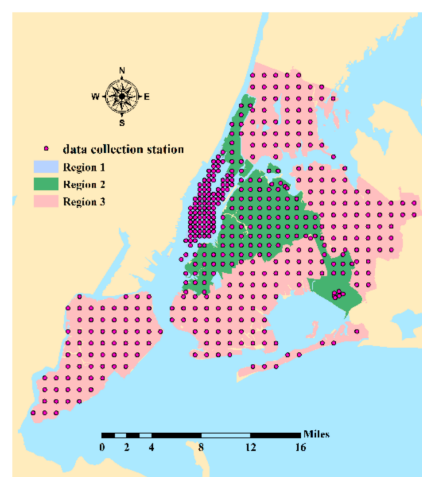 N
W E
S
data collection station
Region 1
Region 2
Region 3
Miles
0 2 4 8 12 16